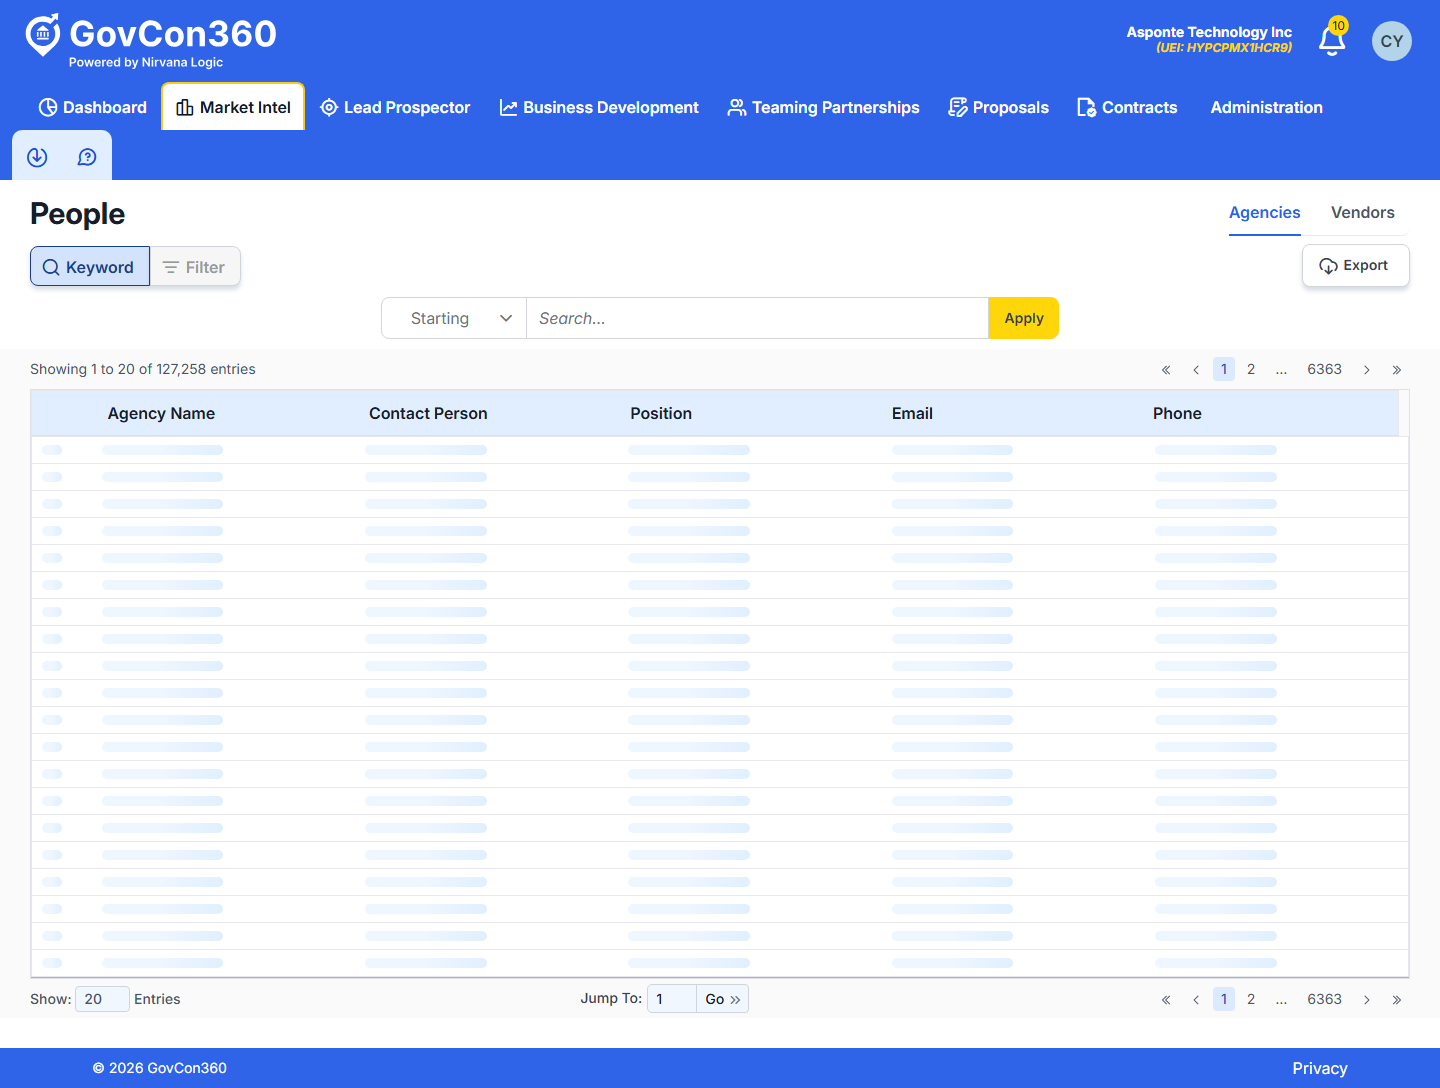 GovCon360
Powered by Nirvana Logic
Asponte Technology Inc
(UEI: HYPCPMX1HCR9)
10
CY
Dashboard
Market Intel
Lead Prospector
Business Development
Teaming Partnerships
Proposals
Contracts
Administration
People
Agencies
Vendors
Keyword
Filter
Export
Starting
Search...
Apply
Showing 1 to 20 of 127,258 entries
« ‹ 1 2 ... 6363 › »
Agency Name
Contact Person
Position
Email
Phone
Show: 20 Entries
Jump To: 1 Go »
« ‹ 1 2 ... 6363 › »
© 2026 GovCon360
Privacy